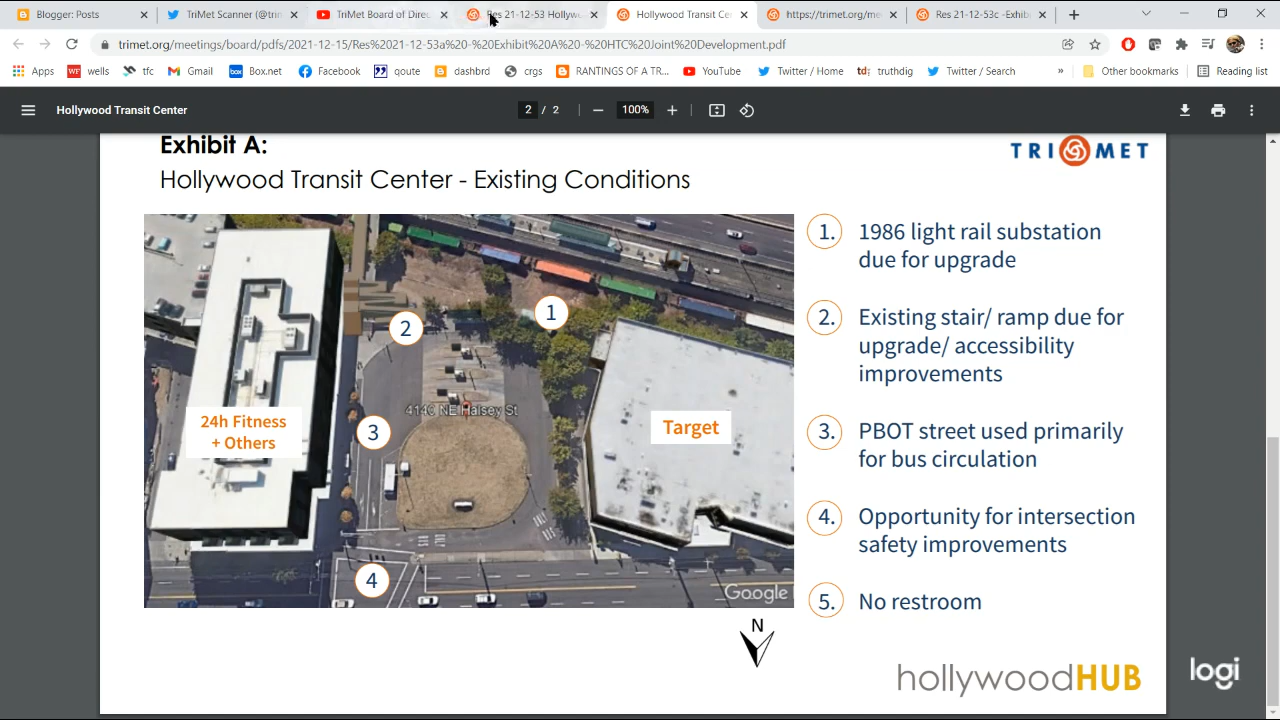 Blogger: Posts
TriMet Scanner (@trim
TriMet Board of Direc
Res 21-12-53 Hollyw
Hollywood Transit Ce
https://trimet.org/me
Res 21-12-53c -Exhib
trimet.org/meetings/board/pdfs/2021-12-15/Res%2021-12-53a%20-%20Exhibit%20A%20-%20HTC%20Joint%20Development.pdf
Apps
wells
tfc
Gmail
Box.net
Facebook
qoute
dashbrd
crgs
RANTINGS OF A TR...
YouTube
Twitter / Home
truthdig
Twitter / Search
»
Other bookmarks
Reading list
Hollywood Transit Center
2 / 2
100%
Exhibit A:
TRIMET
Hollywood Transit Center - Existing Conditions
1. 1986 light rail substation
due for upgrade
2. Existing stair/ ramp due for
upgrade/ accessibility
improvements
3. PBOT street used primarily
for bus circulation
4. Opportunity for intersection
safety improvements
5. No restroom
1
2
4140 NE Halsey St
24h Fitness
+ Others
3
Target
4
Google
N
hollywoodHUB
logi